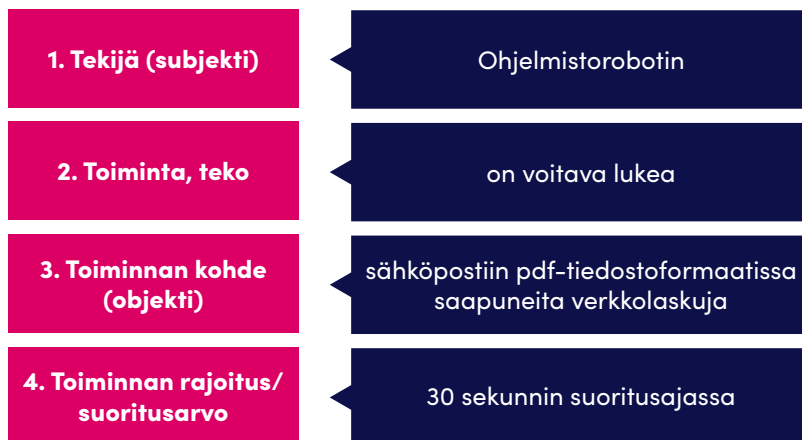 1. Tekijä (subjekti)
Ohjelmistorobotin
2. Toiminta, teko
on voitava lukea
3. Toiminnan kohde
(objekti)
sähköpostiin pdf-tiedostoformaatissa
saapuneita verkkolaskuja
4. Toiminnan rajoitus/
suoritusarvo
30 sekunnin suoritusajassa